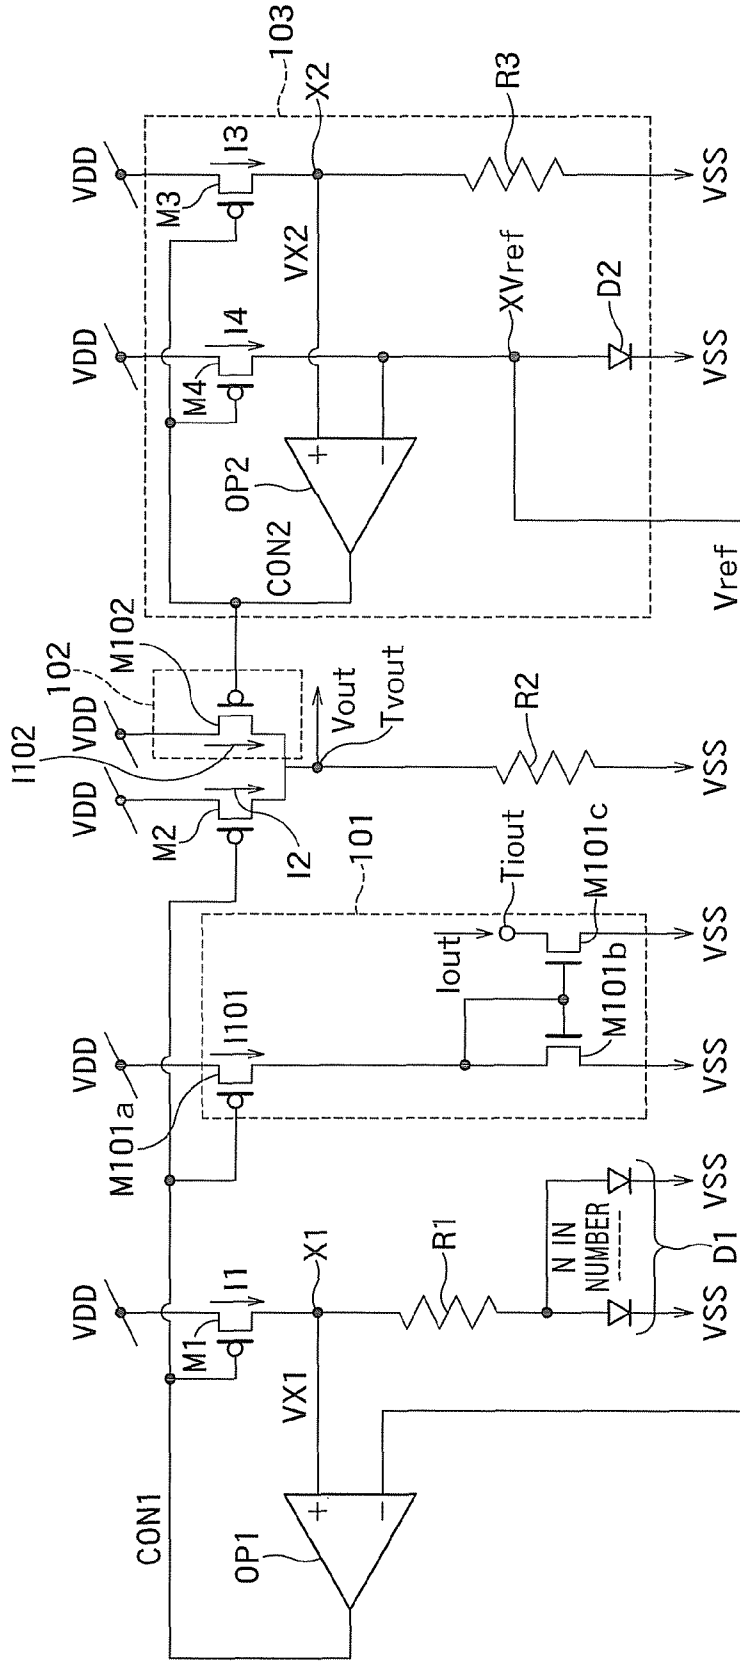 CON1
OP1
VDD
M1
I1
VX1
X1
R1
N IN
NUMBER
D1
VSS
VSS
VDD
M101a
I101
101
Iout
Tiout
M101b
M101c
VSS
VSS
VDD
VDD
I102
102
M102
M2
I2
Vout
Tvout
R2
VSS
103
CON2
OP2
VDD
M4
I4
VDD
M3
I3
VX2
X2
XVref
D2
R3
VSS
VSS
Vref
+
−
+
−